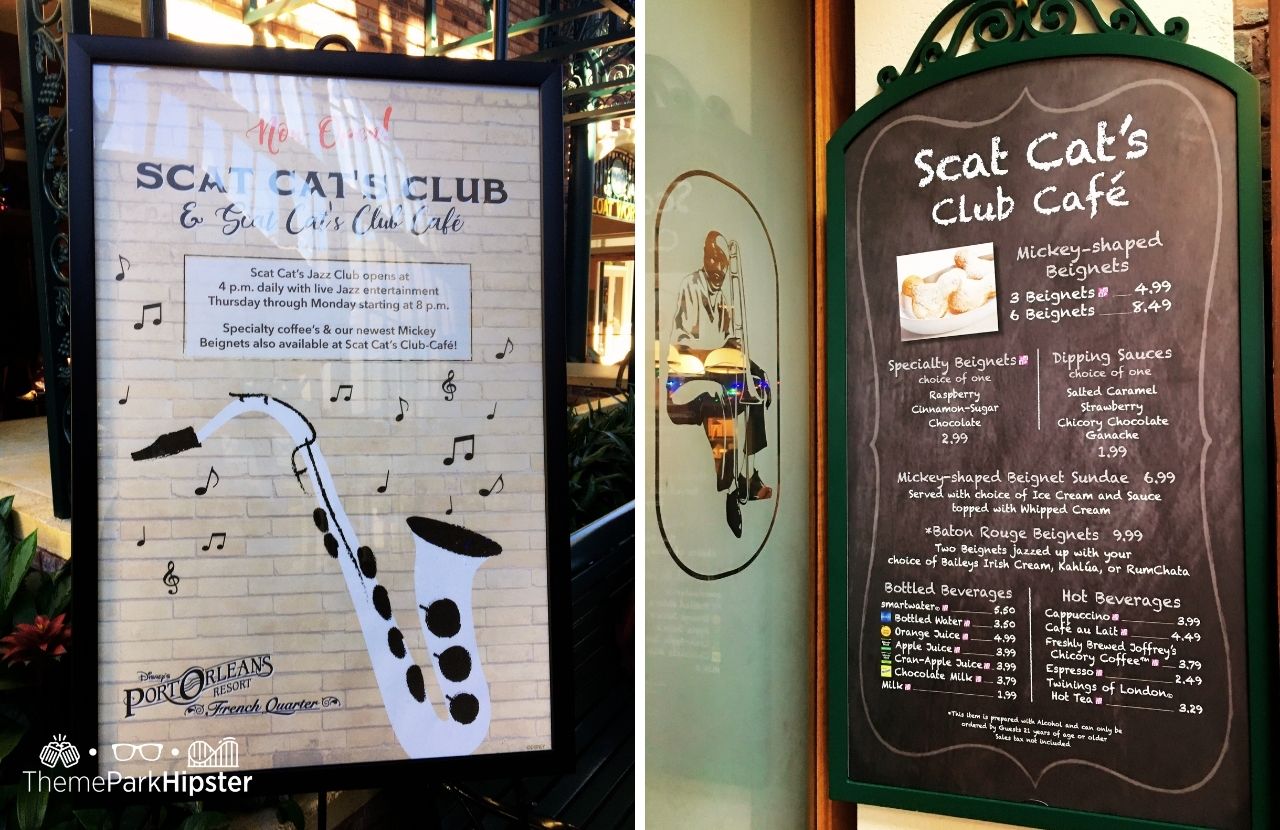 Now Open!
SCAT CAT'S CLUB
& Scat Cat's Club Café
Scat Cat's Jazz Club opens at
4 p.m. daily with live Jazz entertainment
Thursday through Monday starting at 8 p.m.
Specialty coffee's & our newest Mickey
Beignets also available at Scat Cat's Club-Café!
Disney's
PORT ORLEANS
RESORT
French Quarter
©DISNEY
ThemeParkHipster
Scat Cat's
Club Café
Mickey-shaped
Beignets
3 Beignets 4.99
6 Beignets 8.49
Specialty Beignets
choice of one
Raspberry
Cinnamon-Sugar
Chocolate
2.99
Dipping Sauces
choice of one
Salted Caramel
Strawberry
Chicory Chocolate
Ganache
1.99
Mickey-shaped Beignet Sundae 6.99
Served with choice of Ice Cream and Sauce
topped with Whipped Cream
*Baton Rouge Beignets 9.99
Two Beignets jazzed up with your
choice of Baileys Irish Cream, Kahlúa, or RumChata
Bottled Beverages
smartwater® 5.50
Bottled Water 3.50
Orange Juice 4.99
Apple Juice 3.99
Cran-Apple Juice 3.99
Chocolate Milk 3.79
Milk 1.99
Hot Beverages
Cappuccino 3.99
Café au Lait 4.49
Freshly Brewed Joffrey's
Chicory Coffee™ 3.79
Espresso 2.49
Twinings of London®
Hot Tea 3.29
*This item is prepared with Alcohol and can only be
ordered by Guests 21 years of age or older
Sales tax not included